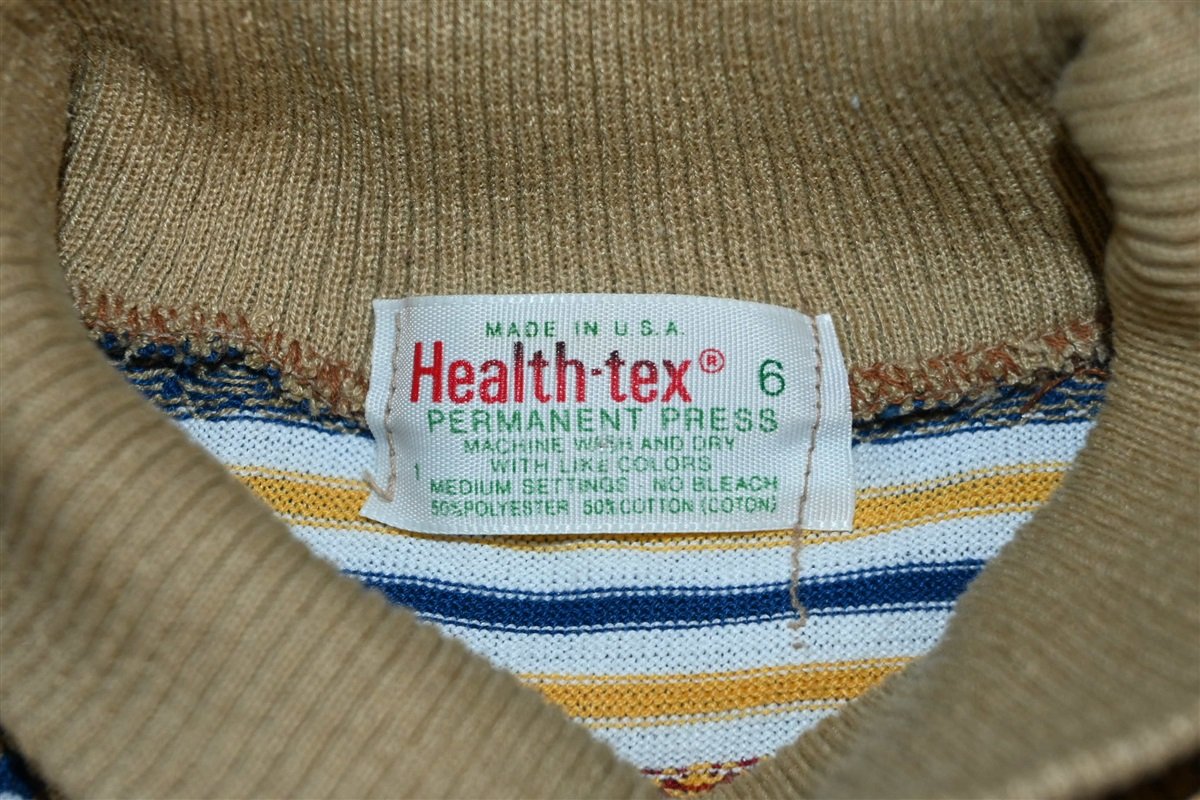 MADE IN U.S.A.
Health-tex® 6
PERMANENT PRESS
MACHINE WASH AND DRY
WITH LIKE COLORS
1 MEDIUM SETTINGS - NO BLEACH
50% POLYESTER 50% COTTON (COTON)